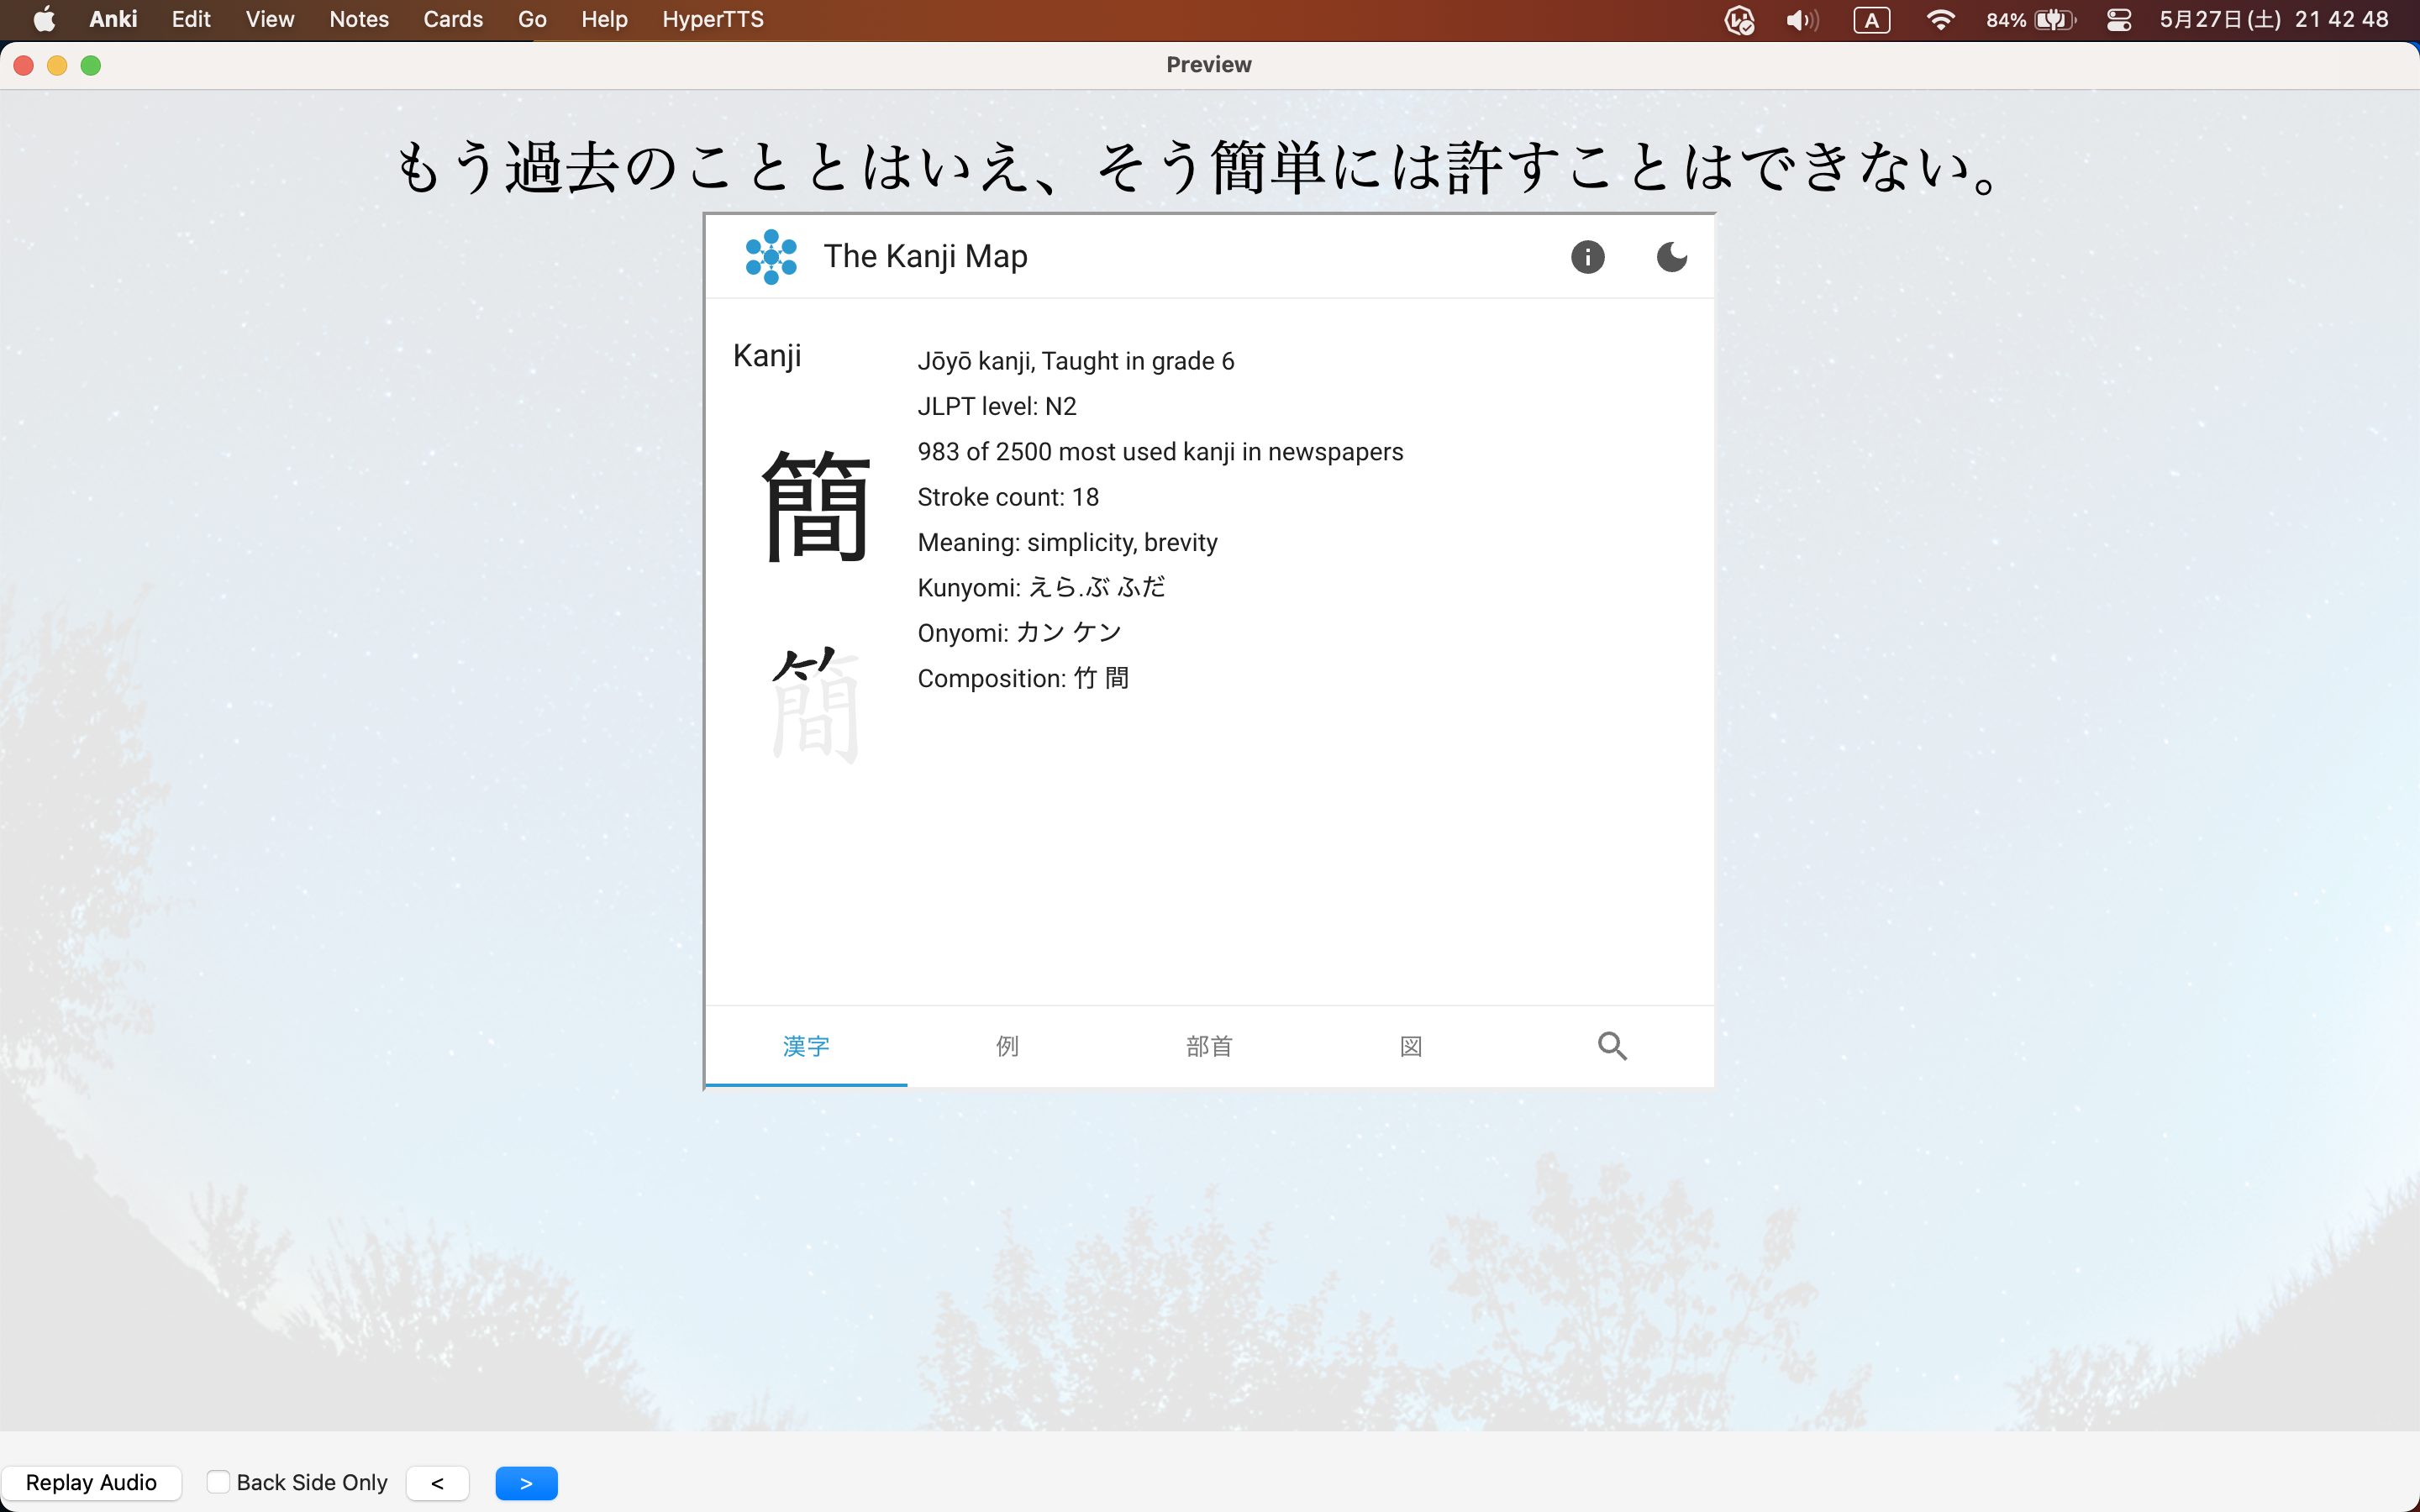 Anki Edit View Notes Cards Go Help HyperTTS A 84% 5月27日(土) 21 42 48
Preview
もう過去のこととはいえ、そう簡単には許すことはできない。
The Kanji Map
Kanji
Jōyō kanji, Taught in grade 6
JLPT level: N2
983 of 2500 most used kanji in newspapers
簡
Stroke count: 18
Meaning: simplicity, brevity
Kunyomi: えら.ぶ ふだ
Onyomi: カン ケン
簡
Composition: 竹 間
漢字 例 部首 図
Replay Audio Back Side Only < >